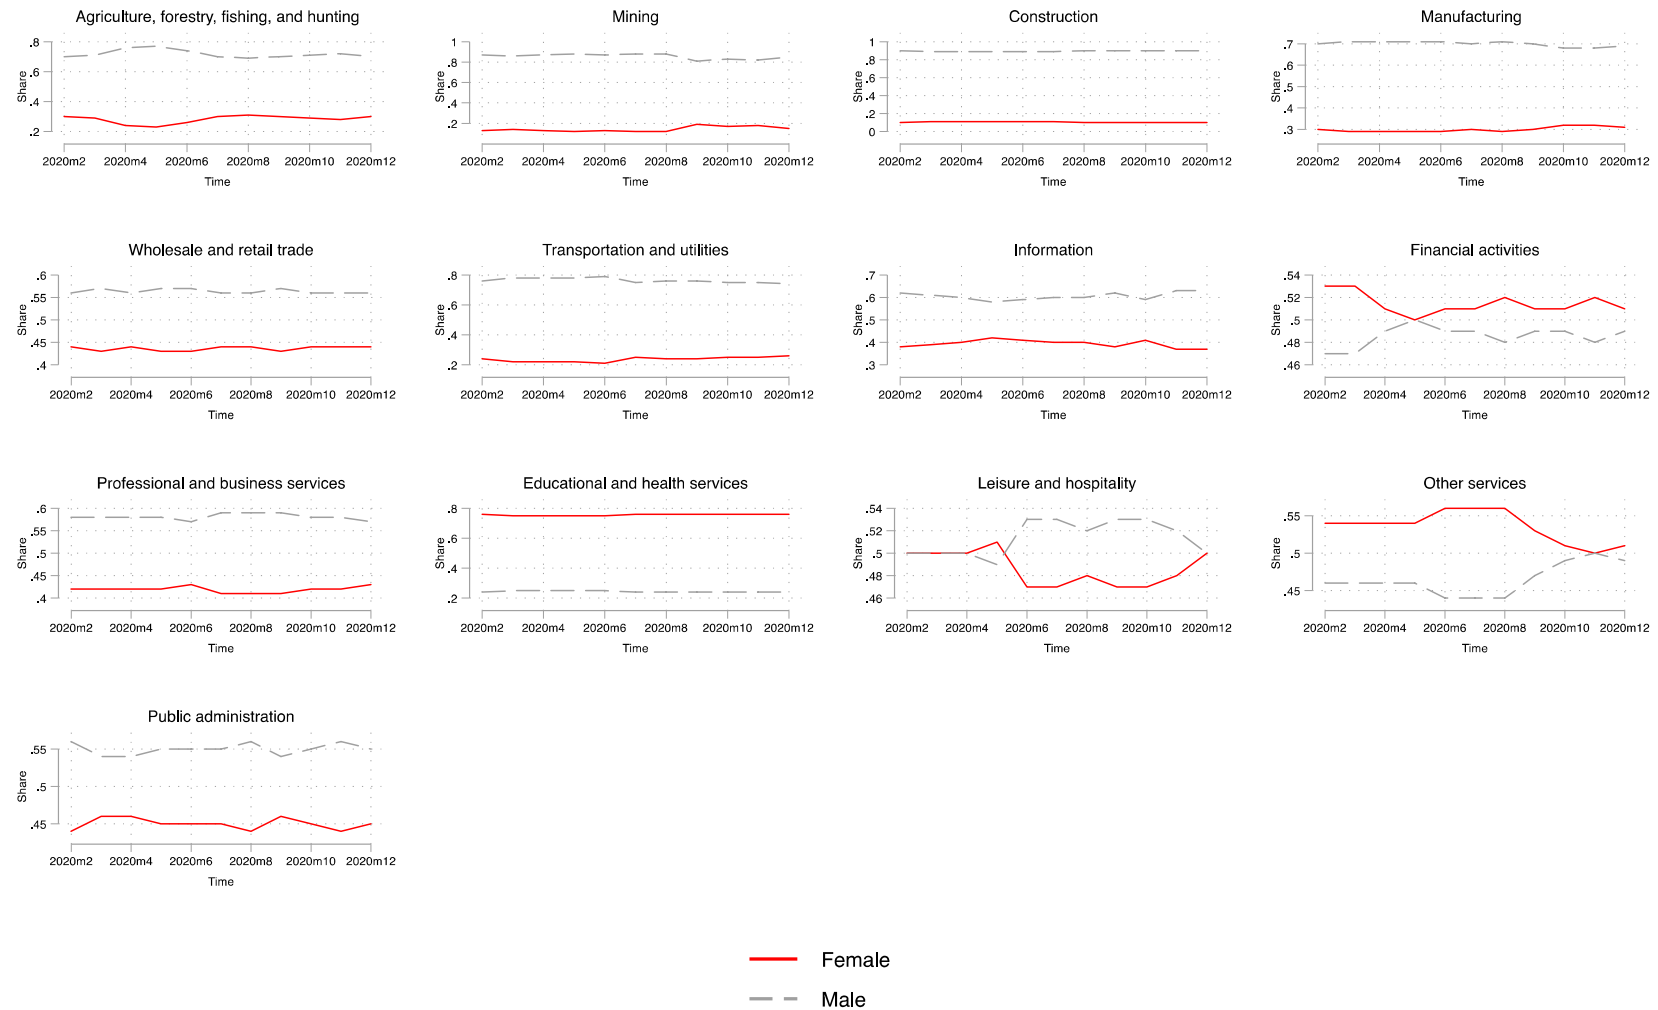 Agriculture, forestry, fishing, and hunting
Share
.8
.6
.4
.2
2020m2 2020m4 2020m6 2020m8 2020m10 2020m12
Time
Mining
Share
1
.8
.6
.4
.2
2020m2 2020m4 2020m6 2020m8 2020m10 2020m12
Time
Construction
Share
1
.8
.6
.4
.2
0
2020m2 2020m4 2020m6 2020m8 2020m10 2020m12
Time
Manufacturing
Share
.7
.6
.5
.4
.3
2020m2 2020m4 2020m6 2020m8 2020m10 2020m12
Time
Wholesale and retail trade
Share
.6
.55
.5
.45
.4
2020m2 2020m4 2020m6 2020m8 2020m10 2020m12
Time
Transportation and utilities
Share
.8
.6
.4
.2
2020m2 2020m4 2020m6 2020m8 2020m10 2020m12
Time
Information
Share
.7
.6
.5
.4
.3
2020m2 2020m4 2020m6 2020m8 2020m10 2020m12
Time
Financial activities
Share
.54
.52
.5
.48
.46
2020m2 2020m4 2020m6 2020m8 2020m10 2020m12
Time
Professional and business services
Share
.6
.55
.5
.45
.4
2020m2 2020m4 2020m6 2020m8 2020m10 2020m12
Time
Educational and health services
Share
.8
.6
.4
.2
2020m2 2020m4 2020m6 2020m8 2020m10 2020m12
Time
Leisure and hospitality
Share
.54
.52
.5
.48
.46
2020m2 2020m4 2020m6 2020m8 2020m10 2020m12
Time
Other services
Share
.55
.5
.45
2020m2 2020m4 2020m6 2020m8 2020m10 2020m12
Time
Public administration
Share
.55
.5
.45
2020m2 2020m4 2020m6 2020m8 2020m10 2020m12
Time
Female
Male